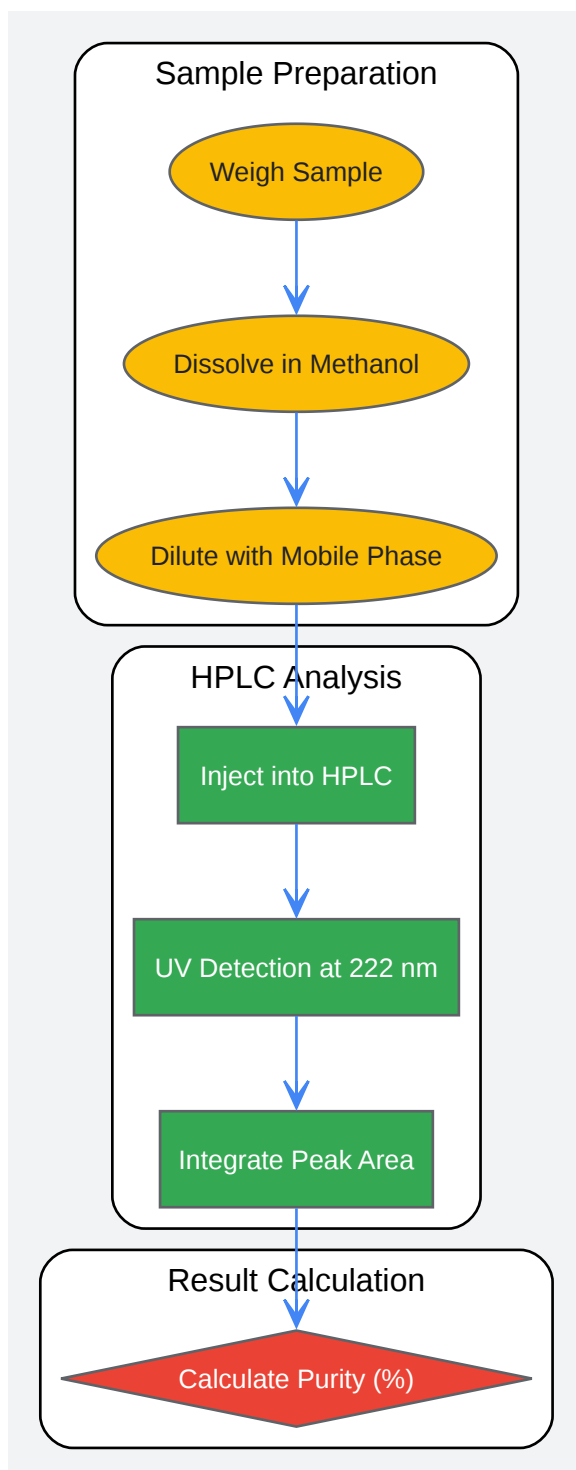 Sample Preparation
Weigh Sample
Dissolve in Methanol
Dilute with Mobile Phase
HPLC Analysis
Inject into HPLC
UV Detection at 222 nm
Integrate Peak Area
Result Calculation
Calculate Purity (%)